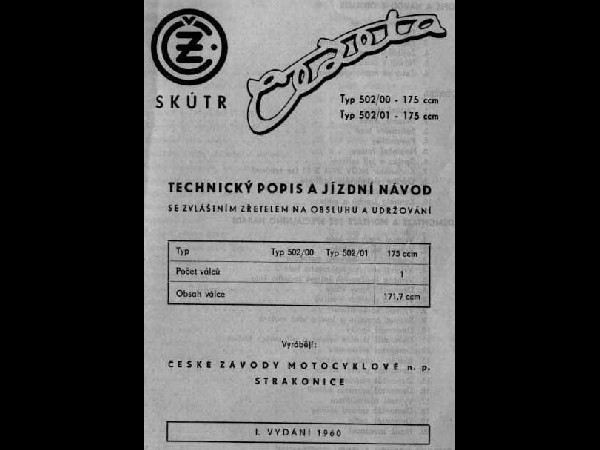 ČZ
Čezeta
SKÚTR
Typ 502/00 - 175 ccm
Typ 502/01 - 175 ccm
TECHNICKÝ POPIS A JÍZDNÍ NÁVOD
SE ZVLÁŠTNÍM ZŘETELEM NA OBSLUHU A UDRŽOVÁNÍ
Typ Typ 502/00 Typ 502/01 175 ccm
Počet válců 1
Obsah válce 171,7 ccm
Vyrábějí:
ČESKÉ ZÁVODY MOTOCYKLOVÉ n. p.
STRAKONICE
I. VYDÁNÍ 1960